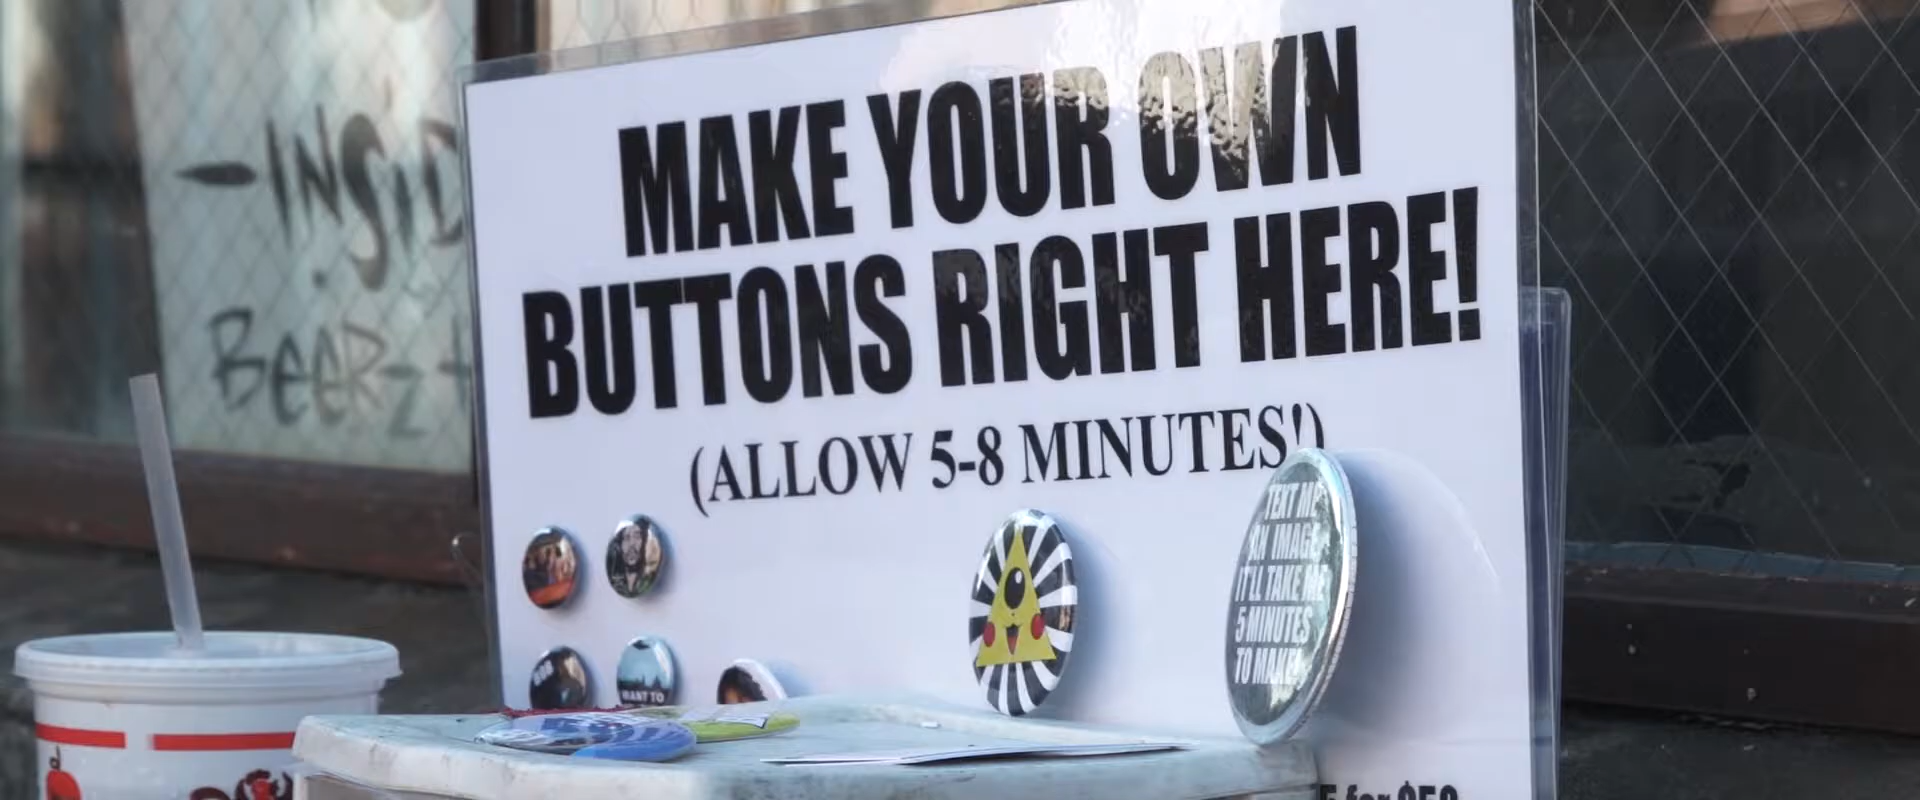 -INSID
BEERZ
MAKE YOUR OWN
BUTTONS RIGHT HERE!
(ALLOW 5-8 MINUTES!)
TEXT ME
AN IMAGE
IT'LL TAKE ME
5 MINUTES
TO MAKE!
WANT TO
for